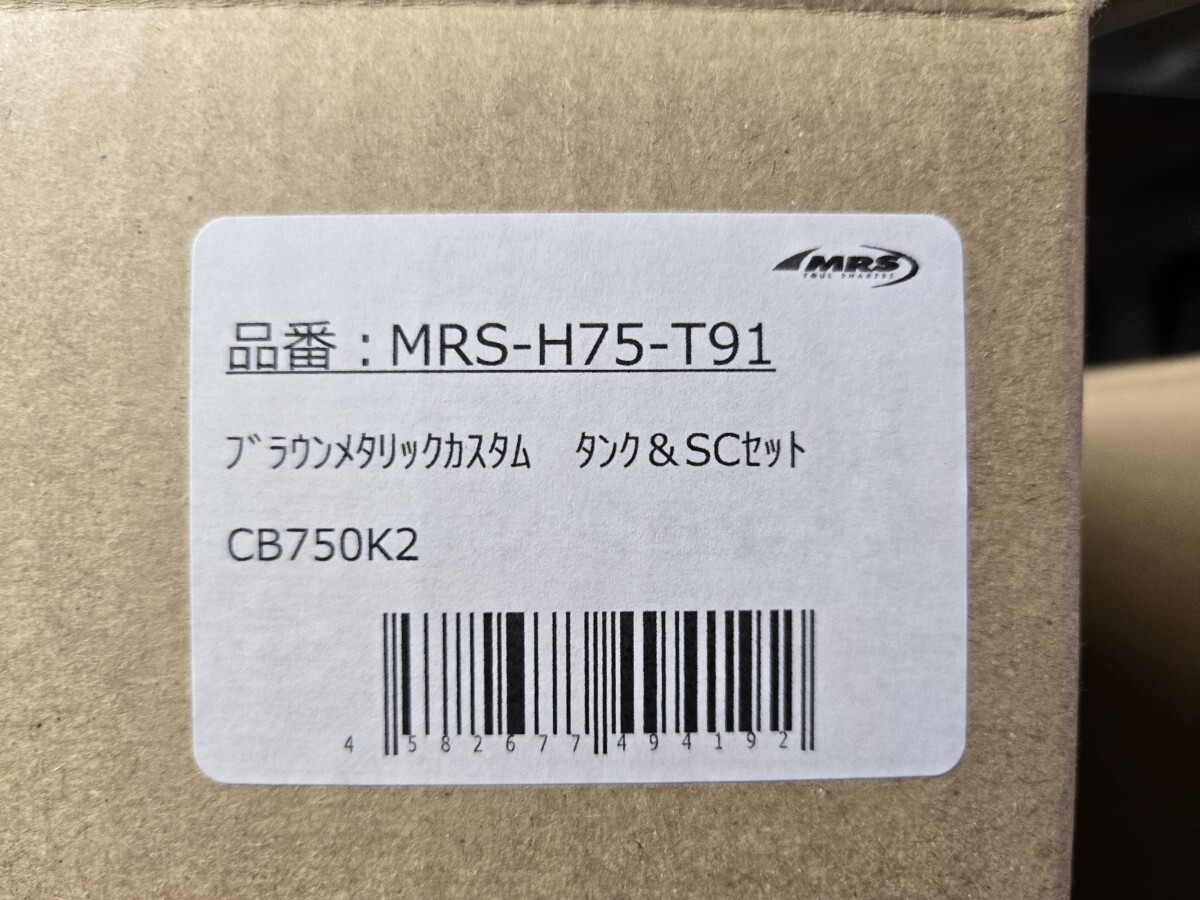 MRS
品番：MRS-H75-T91
ﾌﾞﾗｳﾝﾒﾀﾘｯｸｶｽﾀﾑ　ﾀﾝｸ＆SCｾｯﾄ
CB750K2
4 582677 494192